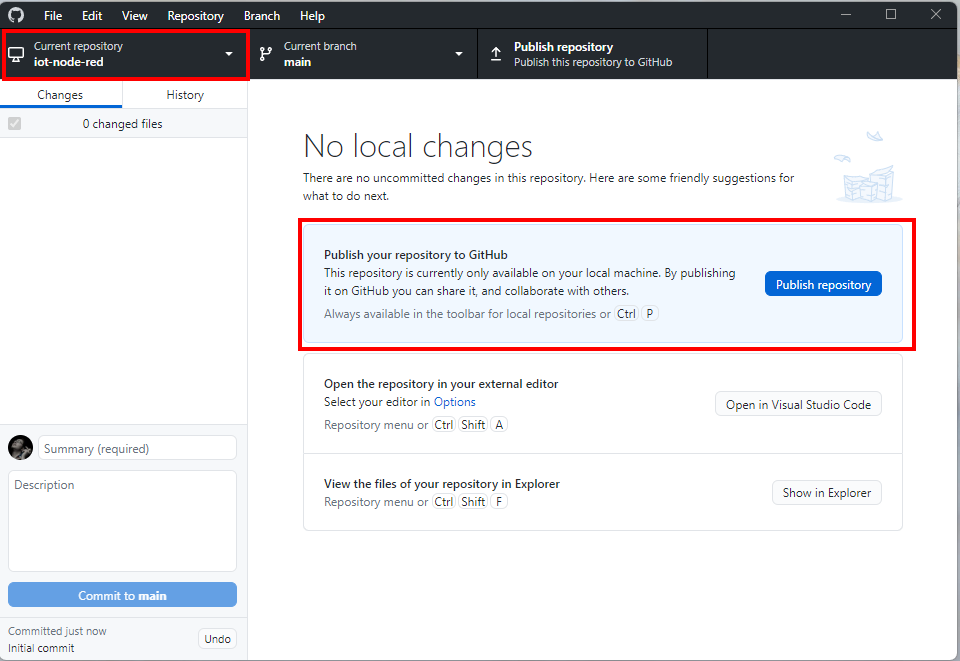 File Edit View Repository Branch Help
Current repository
iot-node-red
Current branch
main
Publish repository
Publish this repository to GitHub
Changes History
0 changed files
No local changes
There are no uncommitted changes in this repository. Here are some friendly suggestions for
what to do next.
Publish your repository to GitHub
This repository is currently only available on your local machine. By publishing
it on GitHub you can share it, and collaborate with others.
Always available in the toolbar for local repositories or Ctrl P
Publish repository
Open the repository in your external editor
Select your editor in Options
Repository menu or Ctrl Shift A
Open in Visual Studio Code
View the files of your repository in Explorer
Repository menu or Ctrl Shift F
Show in Explorer
Summary (required)
Description
Commit to main
Committed just now
Initial commit
Undo